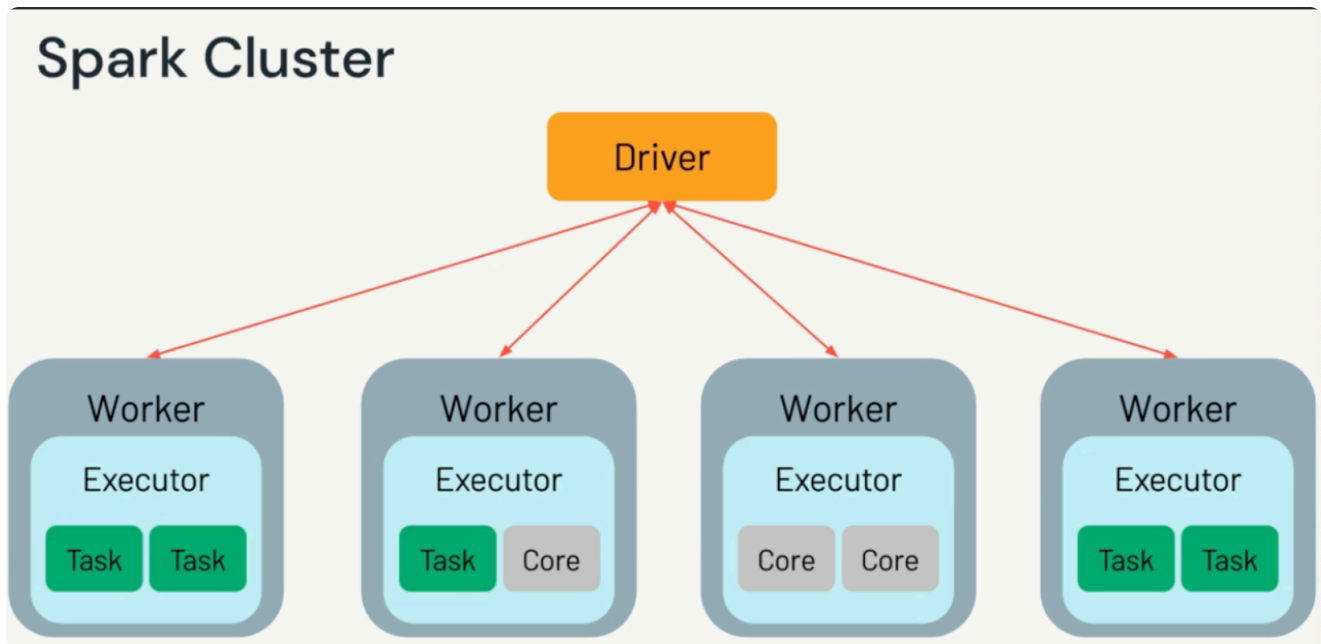 Spark Cluster
Driver
Worker Worker Worker Worker
Executor Executor Executor Executor
Task Task Task Core Core Core Task Task